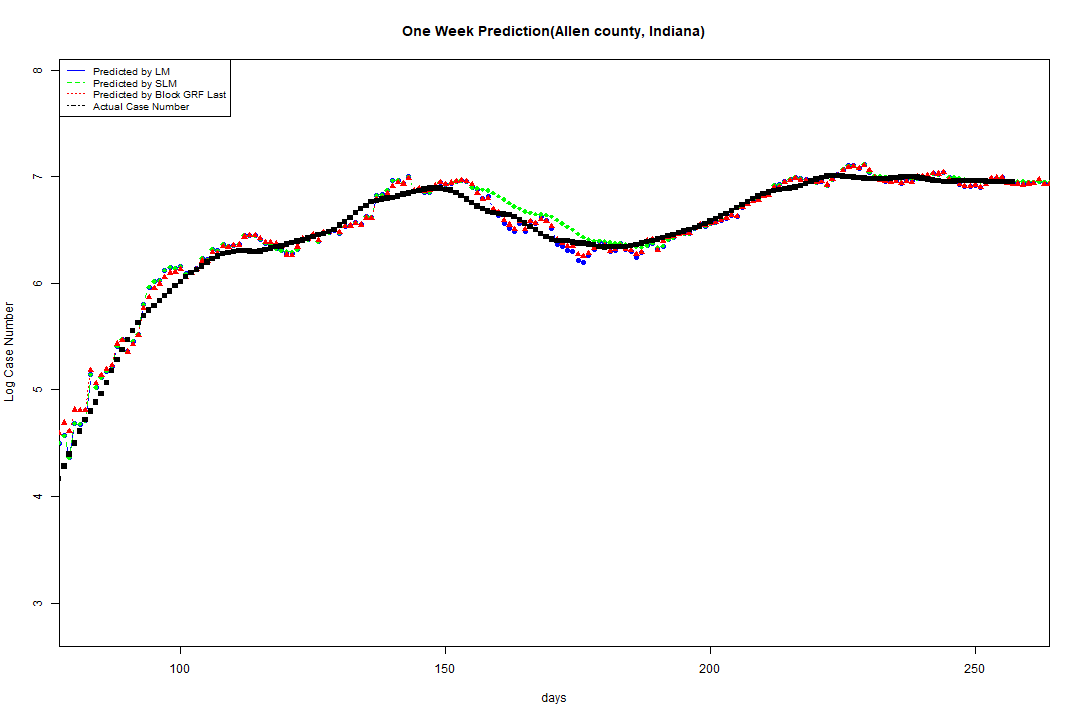 One Week Prediction(Allen county, Indiana)
Predicted by LM
Predicted by SLM
Predicted by Block GRF Last
Actual Case Number
8
7
6
5
4
3
Log Case Number
100
150
200
250
days